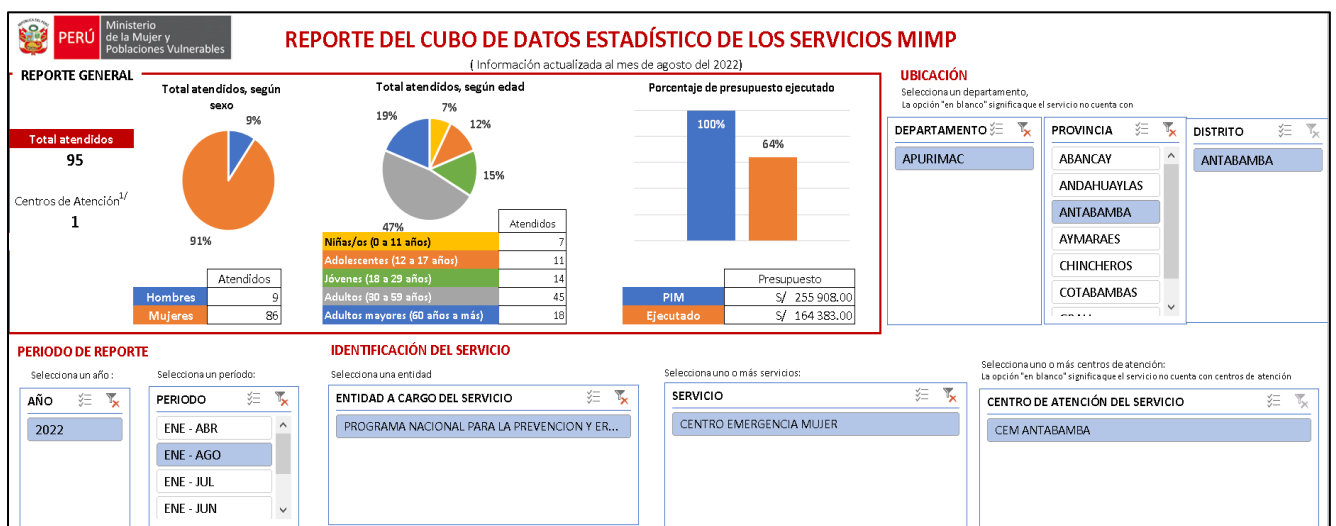 PERÚ
Ministerio
de la Mujer y
Poblaciones Vulnerables
REPORTE DEL CUBO DE DATOS ESTADÍSTICO DE LOS SERVICIOS MIMP
( Información actualizada al mes de agosto del 2022)
REPORTE GENERAL
Total atendidos
95
Centros de Atención1/
1
Total atendidos, según
sexo
9%
91%
Atendidos
Hombres 9
Mujeres 86
Total atendidos, según edad
19%
7%
12%
15%
47%
Atendidos
Niñas/os (0 a 11 años) 7
Adolescentes (12 a 17 años) 11
Jóvenes (18 a 29 años) 14
Adultos (30 a 59 años) 45
Adultos mayores (60 años a más) 18
Porcentaje de presupuesto ejecutado
100%
64%
Presupuesto
PIM S/ 255 908.00
Ejecutado S/ 164 383.00
UBICACIÓN
Selecciona un departamento,
La opción "en blanco" significa que el servicio no cuenta con
DEPARTAMENTO
APURIMAC
PROVINCIA
ABANCAY
ANDAHUAYLAS
ANTABAMBA
AYMARAES
CHINCHEROS
COTABAMBAS
DISTRITO
ANTABAMBA
PERIODO DE REPORTE
Selecciona un año :
AÑO
2022
Selecciona un período:
PERIODO
ENE - ABR
ENE - AGO
ENE - JUL
ENE - JUN
IDENTIFICACIÓN DEL SERVICIO
Selecciona una entidad
ENTIDAD A CARGO DEL SERVICIO
PROGRAMA NACIONAL PARA LA PREVENCION Y ER...
Selecciona uno o más servicios:
SERVICIO
CENTRO EMERGENCIA MUJER
Selecciona uno o más centros de atención:
La opción "en blanco" significa que el servicio no cuenta con centros de atención
CENTRO DE ATENCIÓN DEL SERVICIO
CEM ANTABAMBA